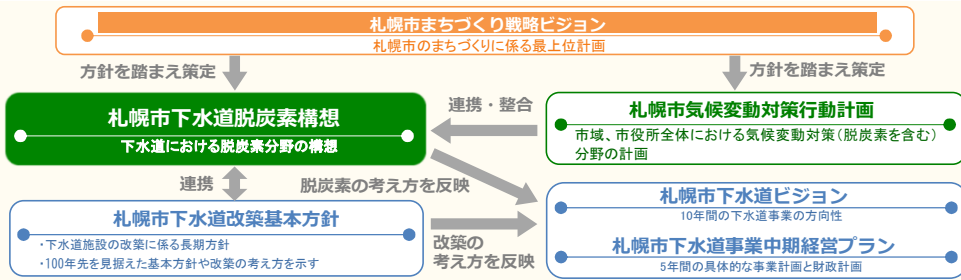 札幌市まちづくり戦略ビジョン
札幌市のまちづくりに係る最上位計画
方針を踏まえ策定
方針を踏まえ策定
札幌市下水道脱炭素構想
下水道における脱炭素分野の構想
連携・整合
札幌市気候変動対策行動計画
市域、市役所全体における気候変動対策(脱炭素を含む)
分野の計画
連携
脱炭素の考え方を反映
札幌市下水道改築基本方針
・下水道施設の改築に係る長期方針
・100年先を見据えた基本方針や改築の考え方を示す
改築の
考え方を反映
札幌市下水道ビジョン
10年間の下水道事業の方向性
札幌市下水道事業中期経営プラン
5年間の具体的な事業計画と財政計画